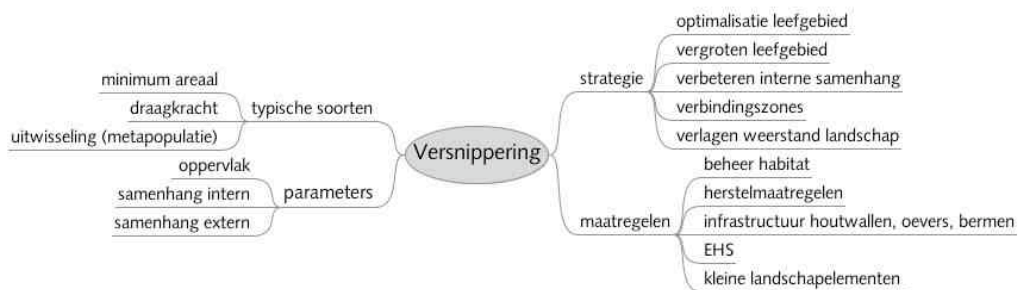 minimum areaal
draagkracht
uitwisseling (metapopulatie)
typische soorten
oppervlak
samenhang intern
samenhang extern
parameters
Versnippering
strategie
optimalisatie leefgebied
vergroten leefgebied
verbeteren interne samenhang
verbindingszones
verlagen weerstand landschap
maatregelen
beheer habitat
herstelmaatregelen
infrastructuur houtwallen, oevers, bermen
EHS
kleine landschapelementen